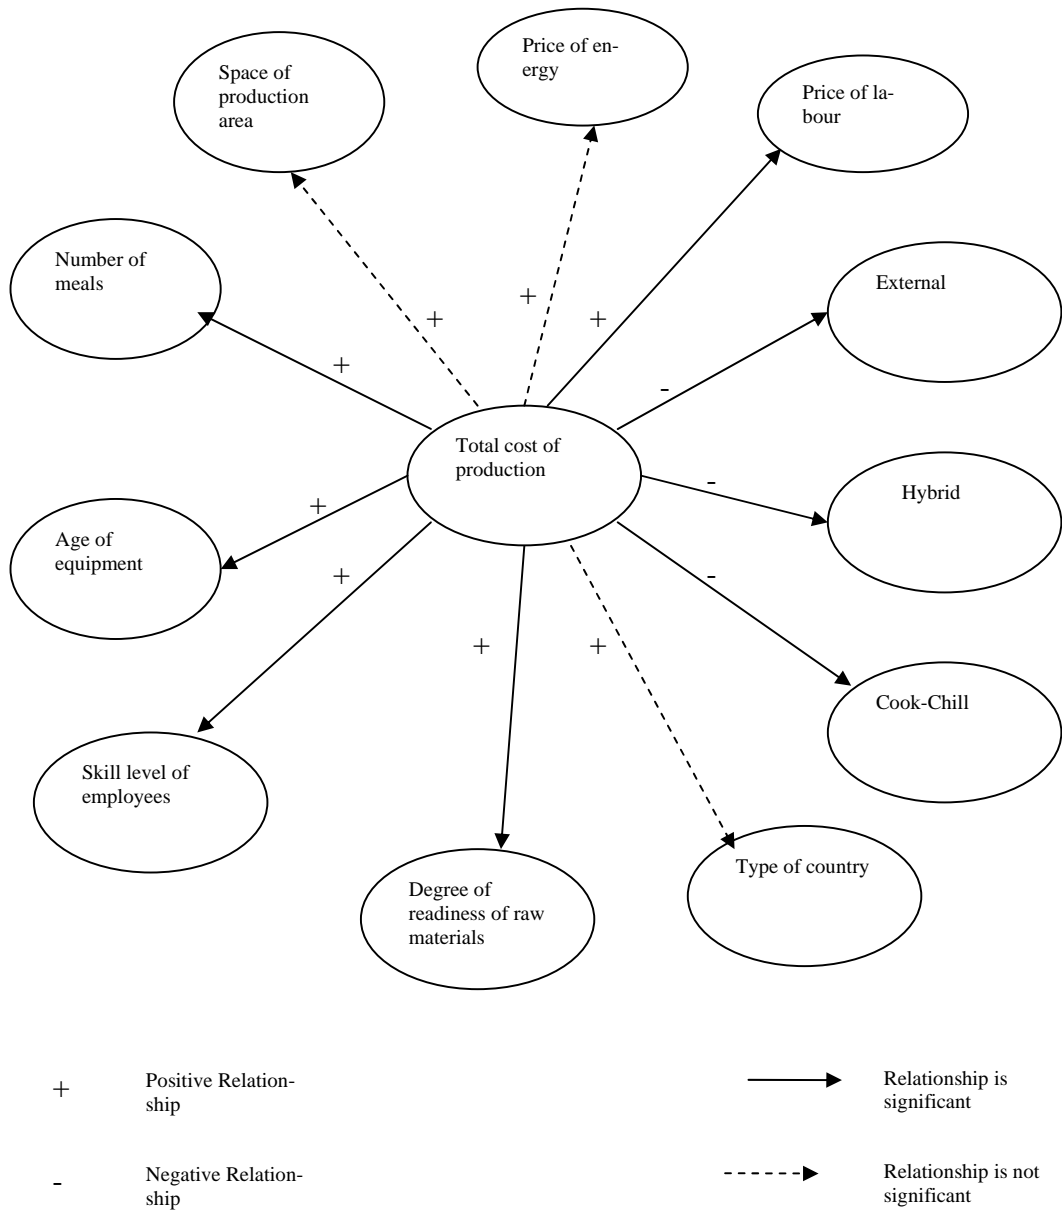 Price of en-
ergy
Space of
production
area
Price of la-
bour
Number of
meals
External
+
+
+
+
-
Total cost of
production
-
Hybrid
+
Age of
equipment
+
-
+
+
Cook-Chill
Skill level of
employees
Degree of
readiness of raw
materials
Type of country
+
Positive Relation-
ship
Relationship is
significant
-
Negative Relation-
ship
Relationship is not
significant